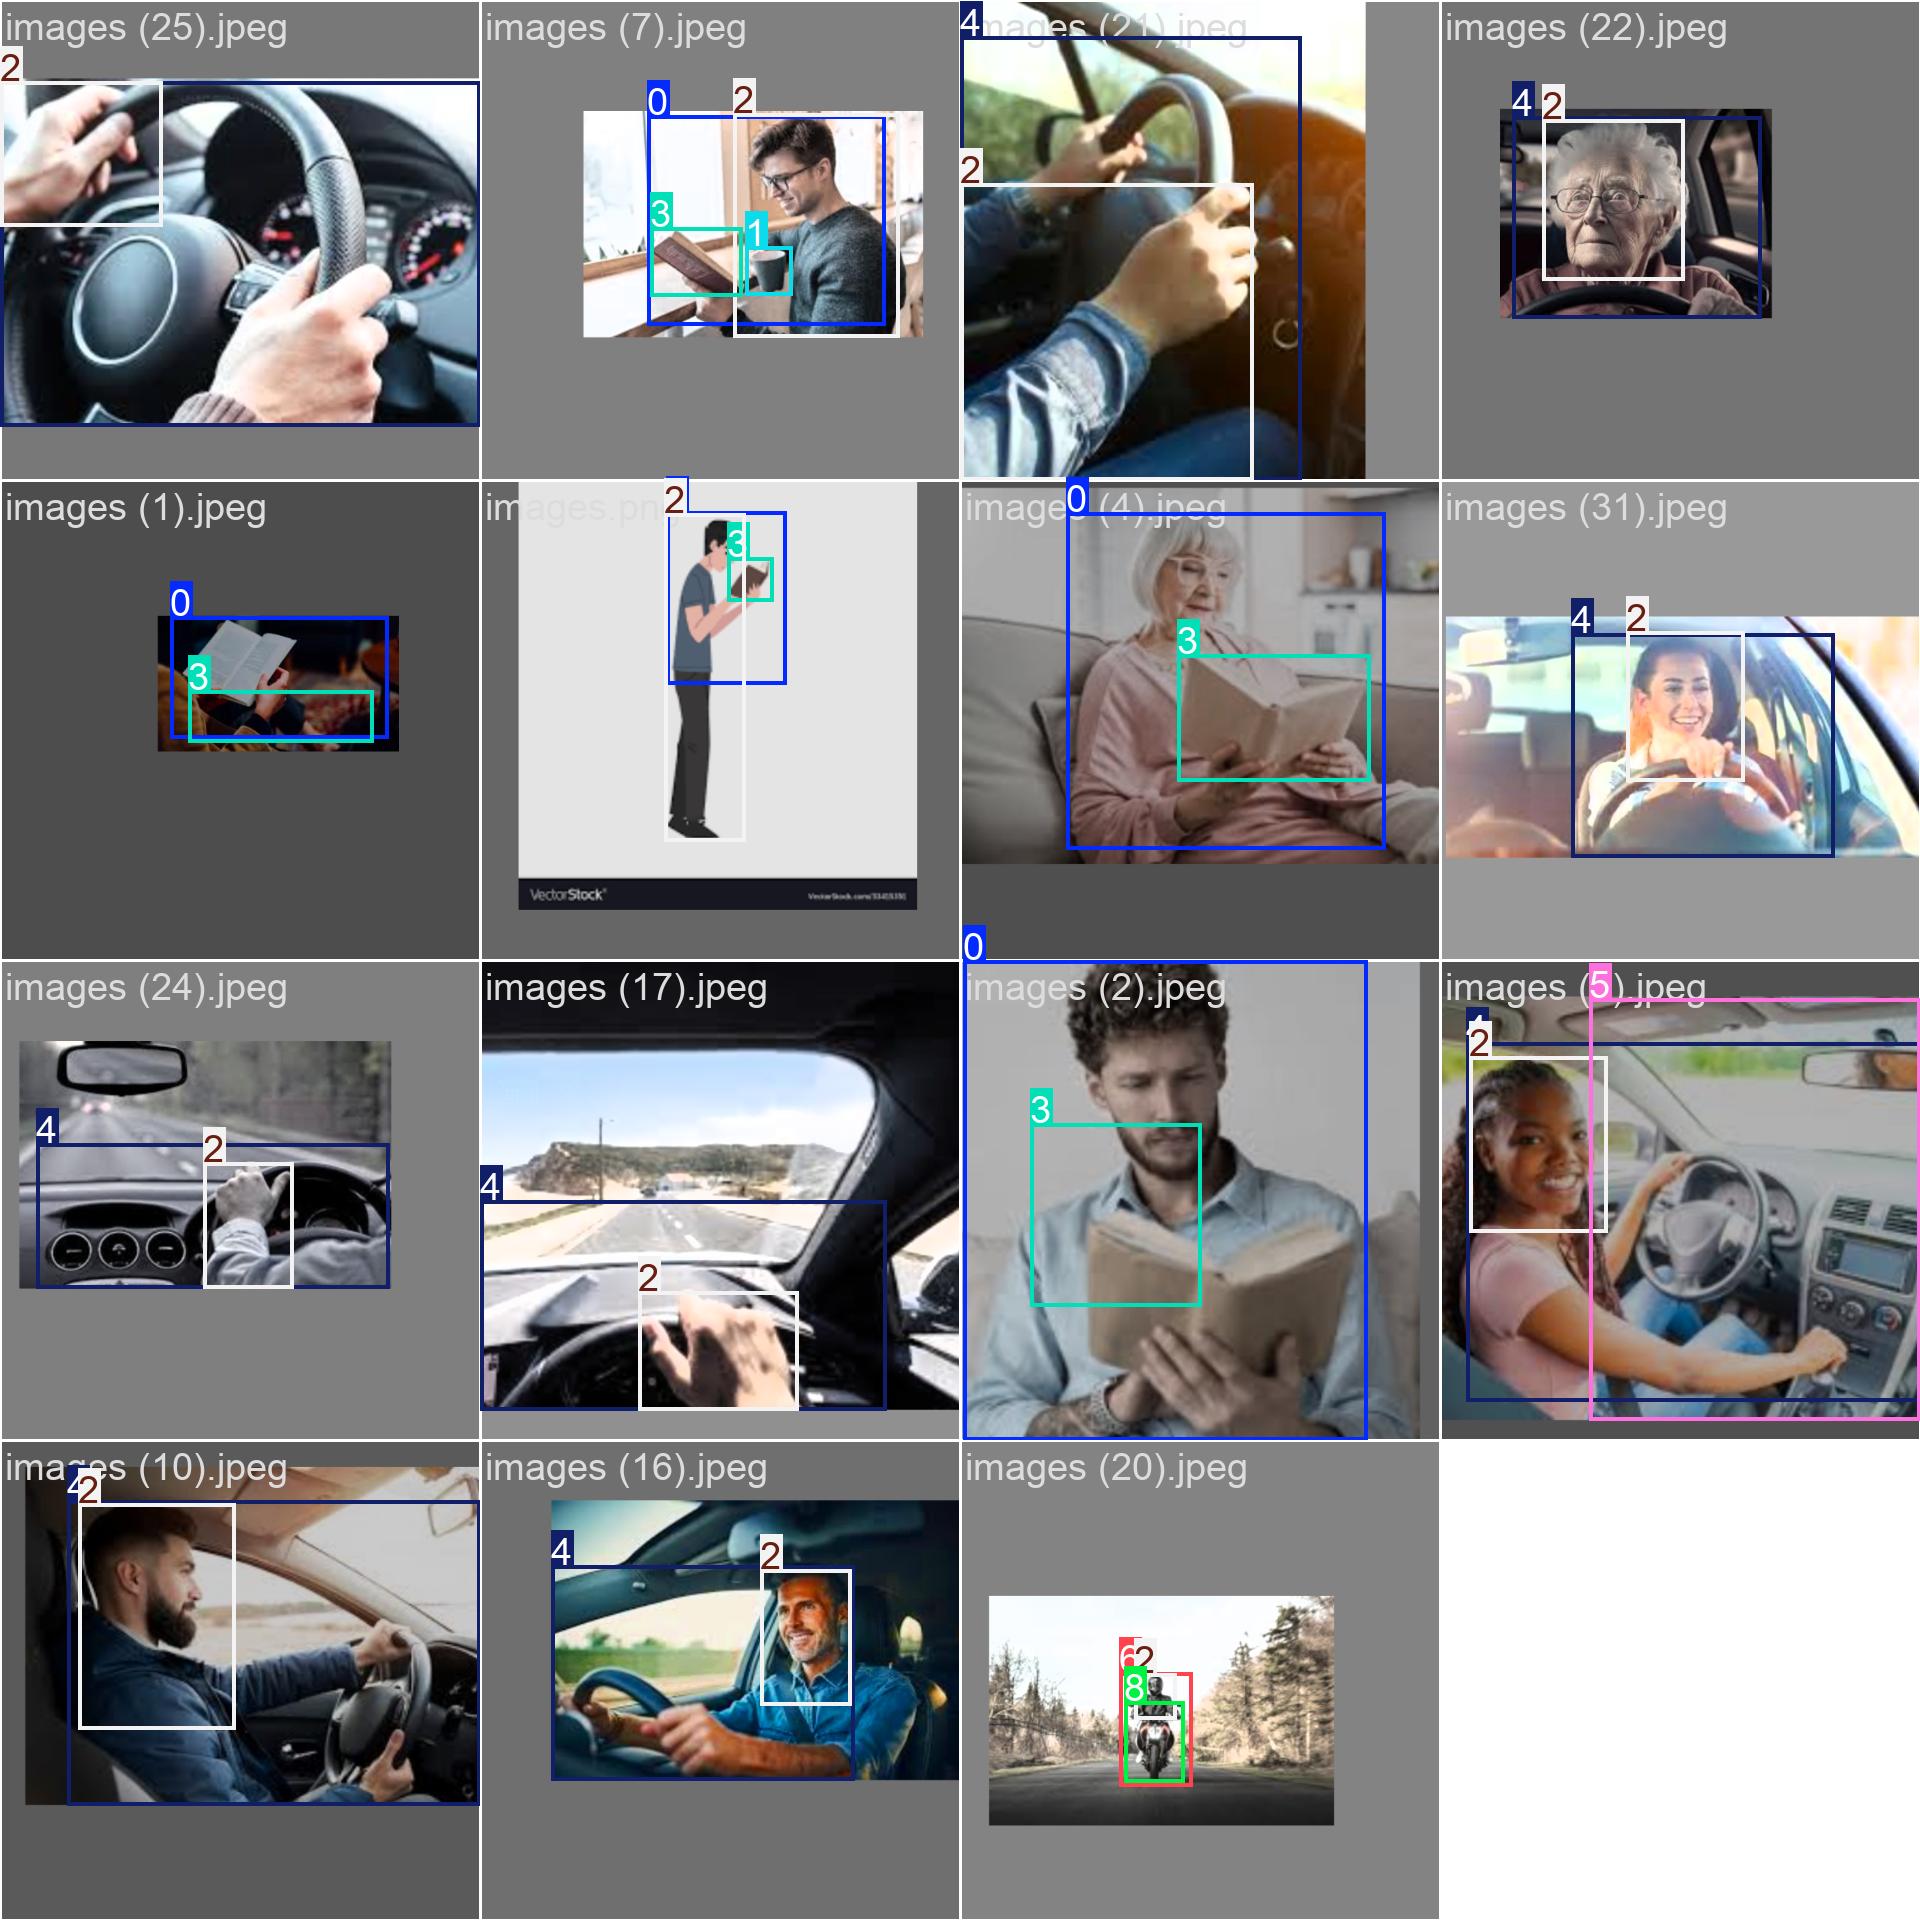 images (25).jpeg
2
images (7).jpeg
0
2
3
1
images (21).jpeg
4
2
images (22).jpeg
4
2
images (1).jpeg
0
3
images.png
2
3
VectorStock®
images (4).jpeg
0
3
images (31).jpeg
4
2
images (24).jpeg
4
2
images (17).jpeg
4
2
images (2).jpeg
0
3
images (5).jpeg
5
4
2
images (10).jpeg
4
2
images (16).jpeg
4
2
images (20).jpeg
6
2
8